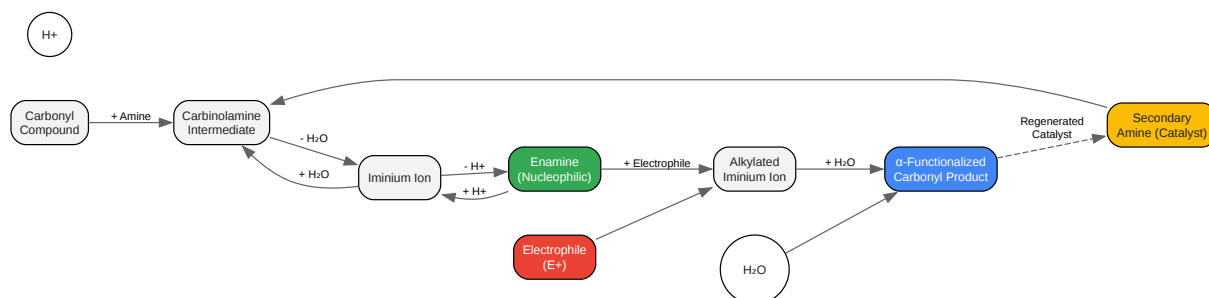 H+
Carbonyl
Compound
+ Amine
Carbinolamine
Intermediate
- H₂O
+ H₂O
Iminium Ion
- H+
+ H+
Enamine
(Nucleophilic)
+ Electrophile
Electrophile
(E+)
Alkylated
Iminium Ion
+ H₂O
H₂O
α-Functionalized
Carbonyl Product
Regenerated
Catalyst
Secondary
Amine (Catalyst)